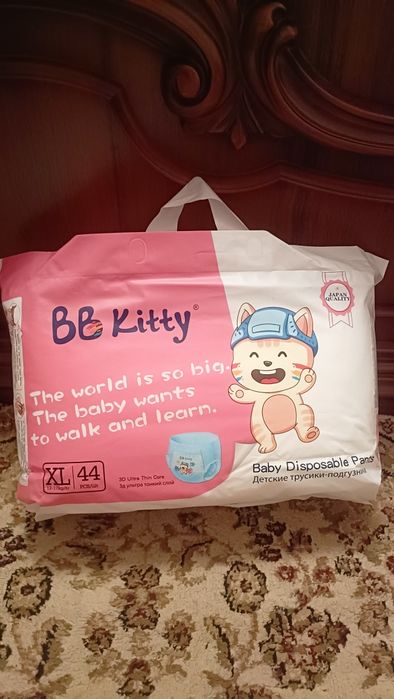 BB Kitty®
JAPAN
QUALITY
The world is so big.
The baby wants
to walk and learn.
XL
44
3D Ultra Thin Core
3д ультра тонкий слой
Baby Disposable Pants
Детские трусики-подгузники